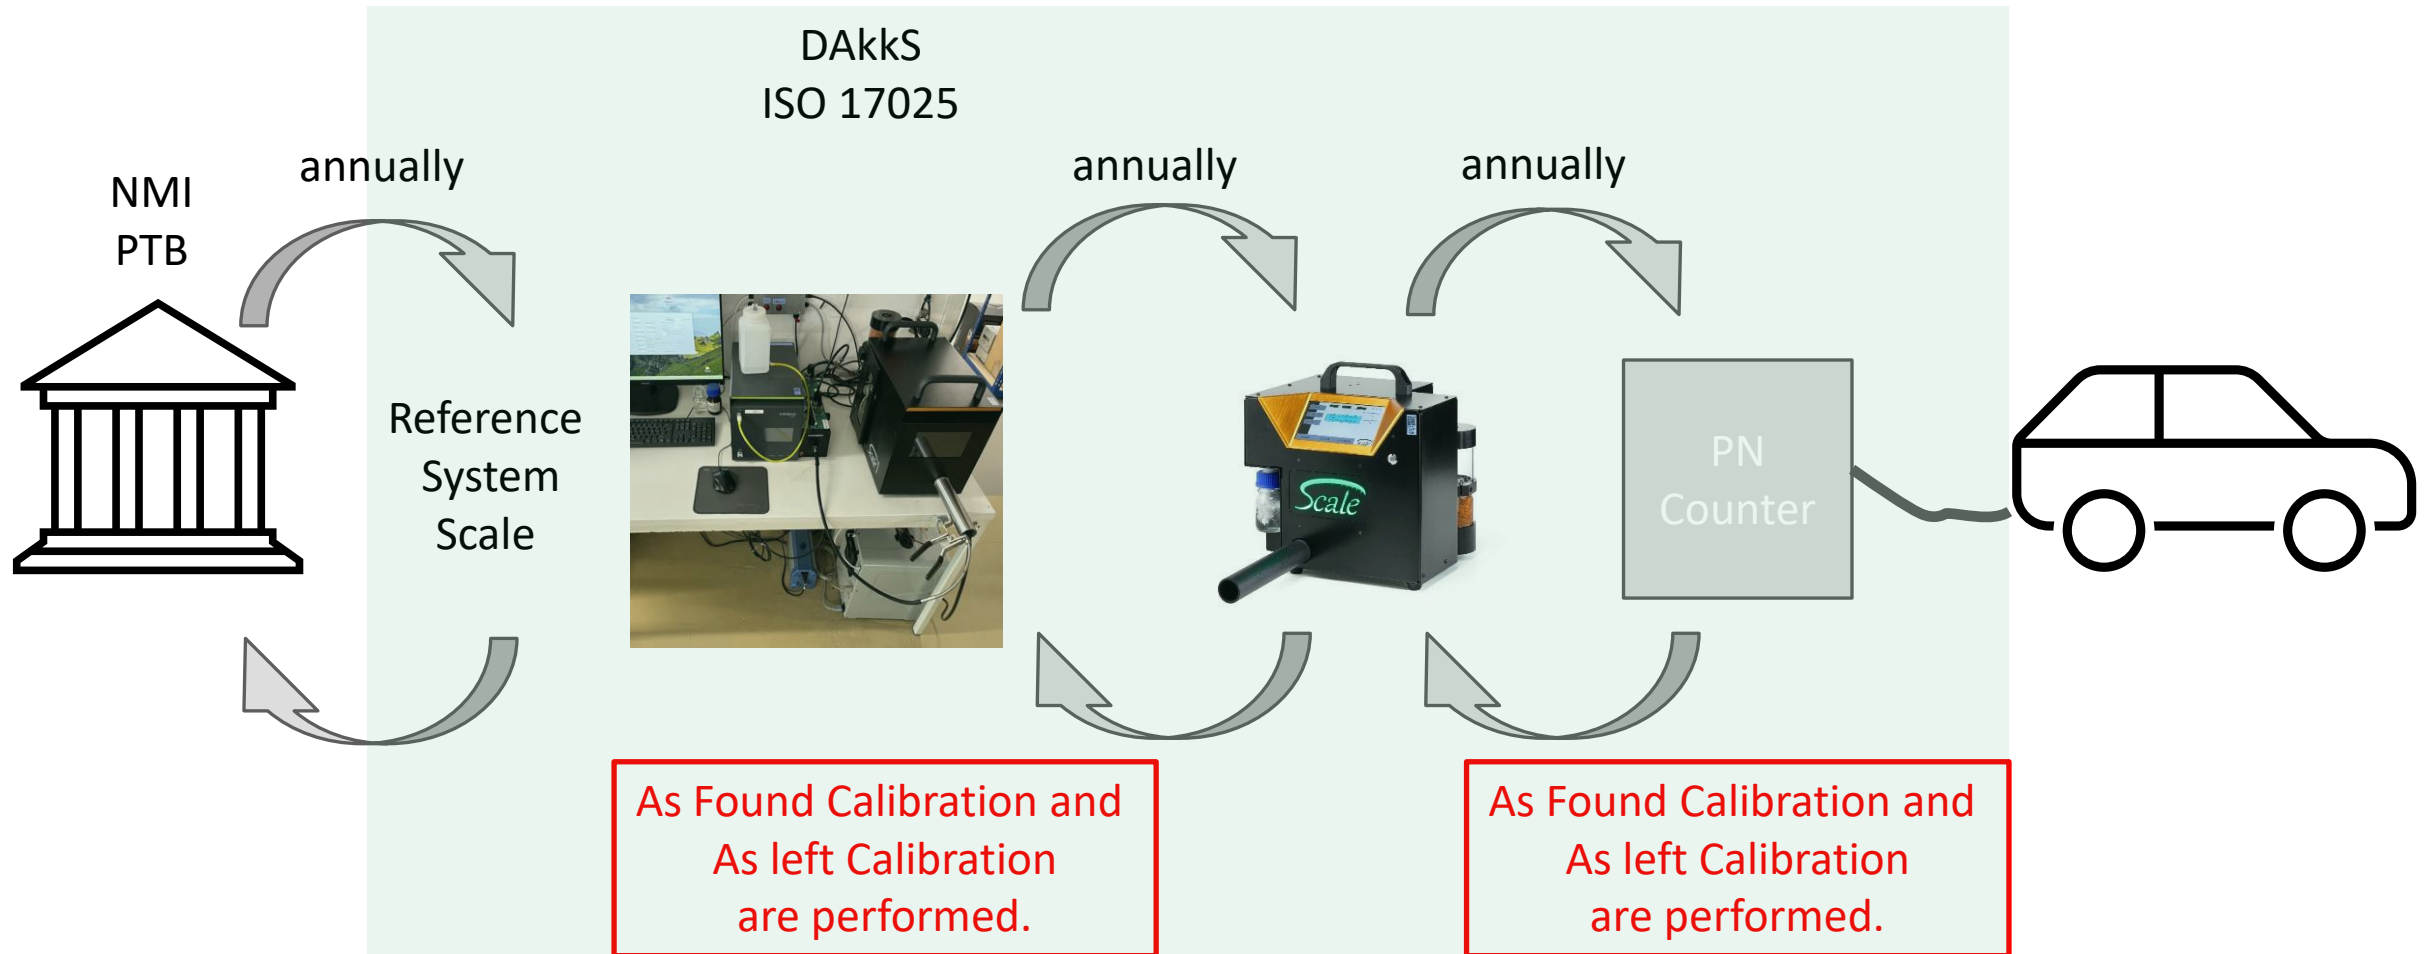 DAkkS
ISO 17025
annually
annually
annually
NMI
PTB
Reference
System
Scale
Scale
PN
Counter
As Found Calibration and
As left Calibration
are performed.
As Found Calibration and
As left Calibration
are performed.